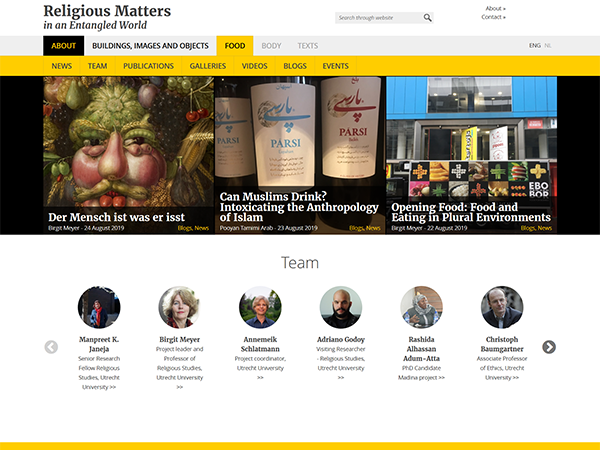 Religious Matters
in an Entangled World
Search through website
About »
Contact »
ABOUT BUILDINGS, IMAGES AND OBJECTS FOOD BODY TEXTS
ENG NL
NEWS TEAM PUBLICATIONS GALLERIES VIDEOS BLOGS EVENTS
پارسی
PARSI
پارسی
PARSI
EBO
BOR
Der Mensch ist was er isst
Birgit Meyer - 24 August 2019
Blogs, News
Can Muslims Drink?
Intoxicating the Anthropology
of Islam
Pooyan Tamimi Arab - 23 August 2019
Blogs, News
Opening Food: Food and
Eating in Plural Environments
Birgit Meyer - 22 August 2019
Blogs, News
Team
Manpreet K.
Janeja
Senior Research
Fellow Religious
Studies, Utrecht
University >>
Birgit Meyer
Project leader and
Professor of
Religious Studies,
Utrecht University
>>
Annemeik
Schlatmann
Project coordinator,
Utrecht University
>>
Adriano Godoy
Visiting Researcher
- Religious Studies,
Utrecht University
>>
Rashida
Alhassan
Adum-Atta
PhD Candidate
Madina project >>
Christoph
Baumgartner
Associate Professor
of Ethics, Utrecht
University >>